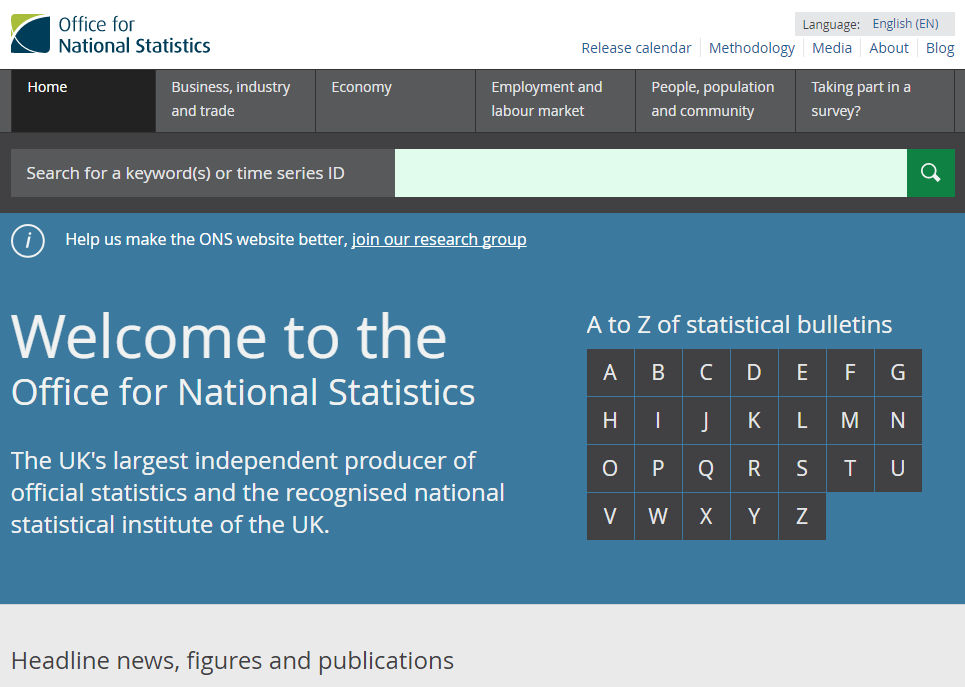 Office for
National Statistics
Language: English (EN)
Release calendar Methodology Media About Blog
Home
Business, industry
and trade
Economy
Employment and
labour market
People, population
and community
Taking part in a
survey?
Search for a keyword(s) or time series ID
i
Help us make the ONS website better, join our research group
Welcome to the
Office for National Statistics
The UK's largest independent producer of
official statistics and the recognised national
statistical institute of the UK.
A to Z of statistical bulletins
A B C D E F G
H I J K L M N
O P Q R S T U
V W X Y Z
Headline news, figures and publications